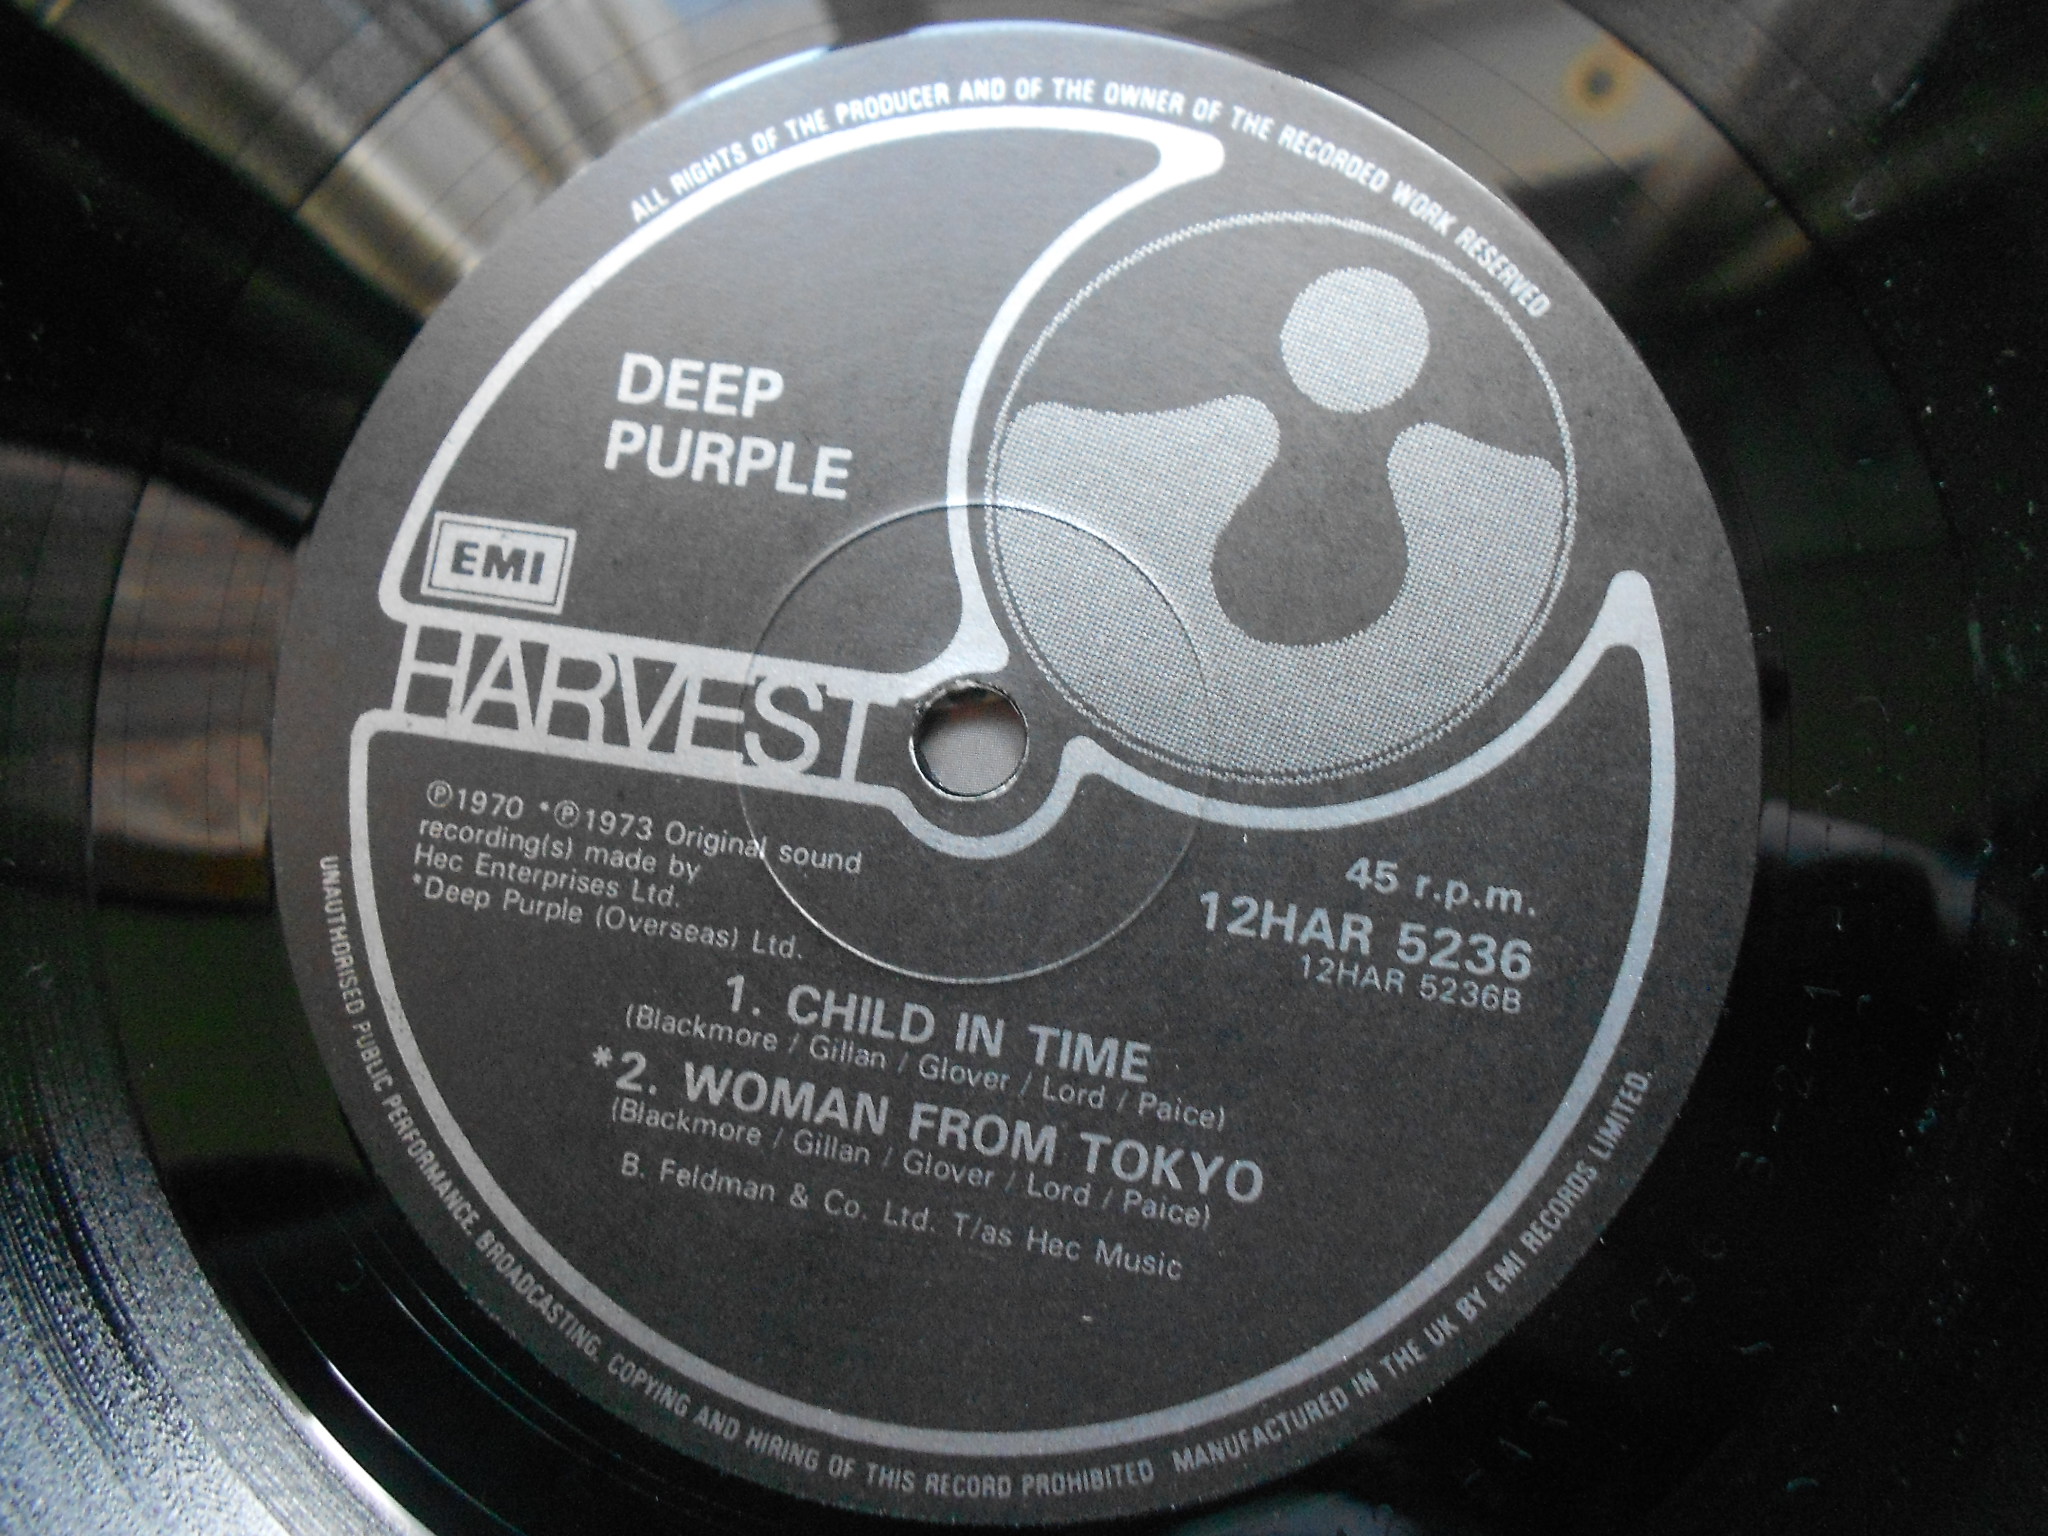 ALL RIGHTS OF THE PRODUCER AND OF THE OWNER OF THE RECORDED WORK RESERVED
DEEP
PURPLE
EMI
HARVEST
℗1970 *℗1973 Original sound
recording(s) made by
Hec Enterprises Ltd.
*Deep Purple (Overseas) Ltd.
45 r.p.m.
12HAR 5236
12HAR 5236B
1. CHILD IN TIME
(Blackmore / Gillan / Glover / Lord / Paice)
*2. WOMAN FROM TOKYO
(Blackmore / Gillan / Glover / Lord / Paice)
B. Feldman & Co. Ltd. T/as Hec Music
UNAUTHORISED PUBLIC PERFORMANCE, BROADCASTING, COPYING AND HIRING OF THIS RECORD PROHIBITED MANUFACTURED IN THE UK BY EMI RECORDS LIMITED.